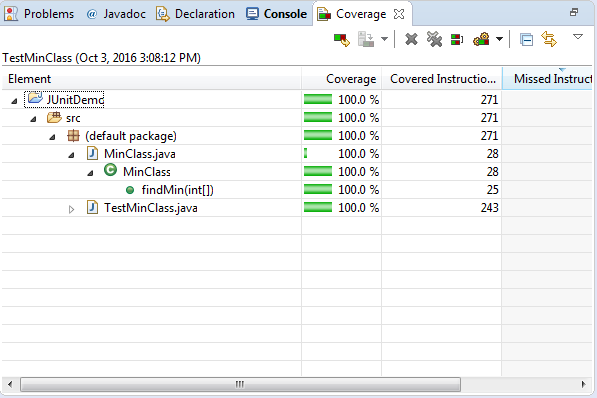 Problems @ Javadoc Declaration Console Coverage
TestMinClass (Oct 3, 2016 3:08:12 PM)
Element Coverage Covered Instructio... Missed Instruct
JUnitDemo 100.0 % 271
src 100.0 % 271
(default package) 100.0 % 271
MinClass.java 100.0 % 28
MinClass 100.0 % 28
findMin(int[]) 100.0 % 25
TestMinClass.java 100.0 % 243